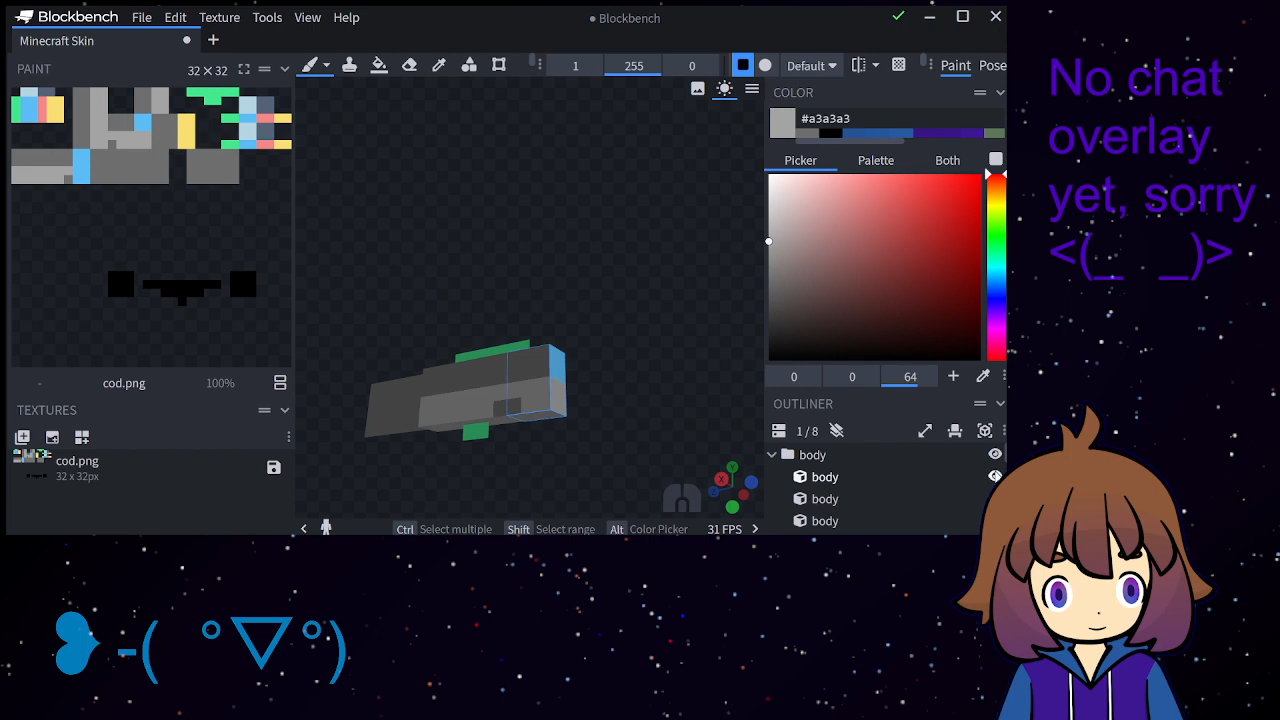 Blockbench File Edit Texture Tools View Help
● Blockbench
Minecraft Skin
PAINT 32×32
1 255 0 Default Paint Pose
COLOR
#a3a3a3
Picker Palette Both
0 0 64
- cod.png 100%
TEXTURES
cod.png
32 x 32px
OUTLINER
1/8
body
body
body
body
Ctrl Select multiple Shift Select range Alt Color Picker 31 FPS
X Y Z
No chat
overlay
yet, sorry
<(_ _)>
❥-( °▽°)